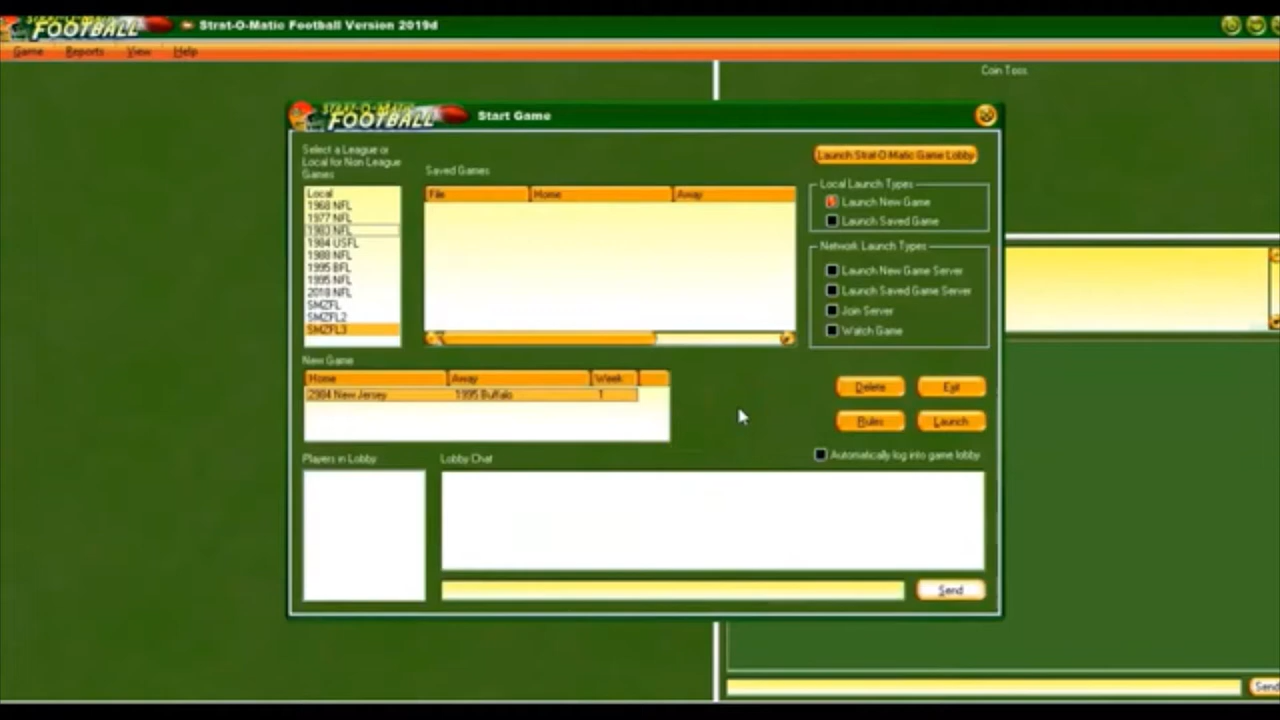 STRAT-O-MATIC
FOOTBALL
Strat-O-Matic Football Version 2019d
Game Reports View Help
Coin Toss
STRAT-O-MATIC
FOOTBALL
Start Game
Select a League or
Local for Non League
Games
Local
1968 NFL
1977 NFL
1983 NFL
1984 USFL
1988 NFL
1995 BFL
1995 NFL
2018 NFL
SMZFL
SMZFL2
SMZFL3
Saved Games
File Home Away
Launch Strat-O-Matic Game Lobby
Local Launch Types
Launch New Game
Launch Saved Game
Network Launch Types
Launch New Game Server
Launch Saved Game Server
Join Server
Watch Game
New Game
Home Away Week
2984 New Jersey 1995 Buffalo 1
Delete Exit
Rules Launch
Automatically log into game lobby
Players in Lobby
Lobby Chat
Send
Send